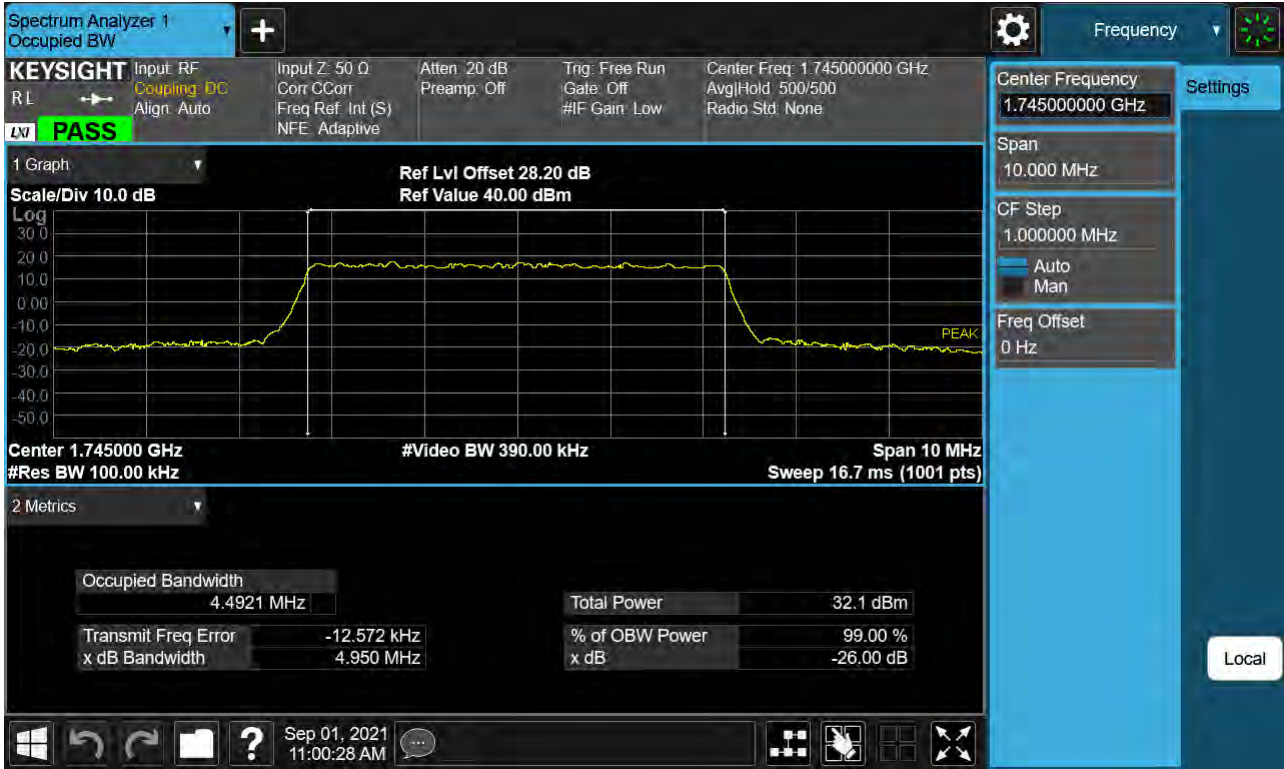 Spectrum Analyzer 1
Occupied BW
Frequency
KEYSIGHT
RL
LXI
PASS
Input: RF
Coupling: DC
Align: Auto
Input Z: 50 Ω
Corr CCorr
Freq Ref: Int (S)
NFE: Adaptive
Atten: 20 dB
Preamp: Off
Trig: Free Run
Gate: Off
#IF Gain: Low
Center Freq: 1.745000000 GHz
Avg|Hold: 500/500
Radio Std: None
1 Graph
Scale/Div 10.0 dB
Ref Lvl Offset 28.20 dB
Ref Value 40.00 dBm
Log
30.0
20.0
10.0
0.00
-10.0
-20.0
-30.0
-40.0
-50.0
PEAK
Center 1.745000 GHz
#Video BW 390.00 kHz
Span 10 MHz
#Res BW 100.00 kHz
Sweep 16.7 ms (1001 pts)
2 Metrics
Occupied Bandwidth
4.4921 MHz
Transmit Freq Error -12.572 kHz
x dB Bandwidth 4.950 MHz
Total Power 32.1 dBm
% of OBW Power 99.00 %
x dB -26.00 dB
Center Frequency
1.745000000 GHz
Span
10.000 MHz
CF Step
1.000000 MHz
Auto
Man
Freq Offset
0 Hz
Settings
Local
?
Sep 01, 2021
11:00:28 AM